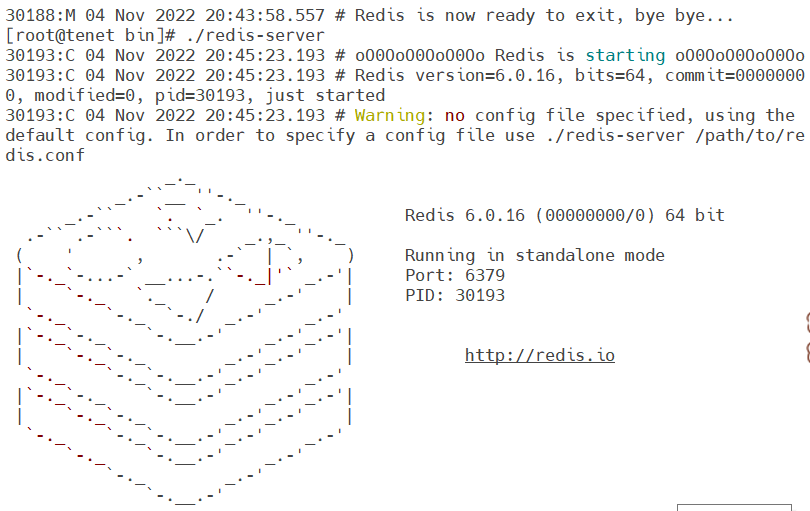 30188:M 04 Nov 2022 20:43:58.557 # Redis is now ready to exit, bye bye...
[root@tenet bin]# ./redis-server
30193:C 04 Nov 2022 20:45:23.193 # oO0OoO0OoO0Oo Redis is starting oO0OoO0OoO0Oo
30193:C 04 Nov 2022 20:45:23.193 # Redis version=6.0.16, bits=64, commit=0000000
0, modified=0, pid=30193, just started
30193:C 04 Nov 2022 20:45:23.193 # Warning: no config file specified, using the
default config. In order to specify a config file use ./redis-server /path/to/re
dis.conf
Redis 6.0.16 (00000000/0) 64 bit
Running in standalone mode
Port: 6379
PID: 30193
http://redis.io